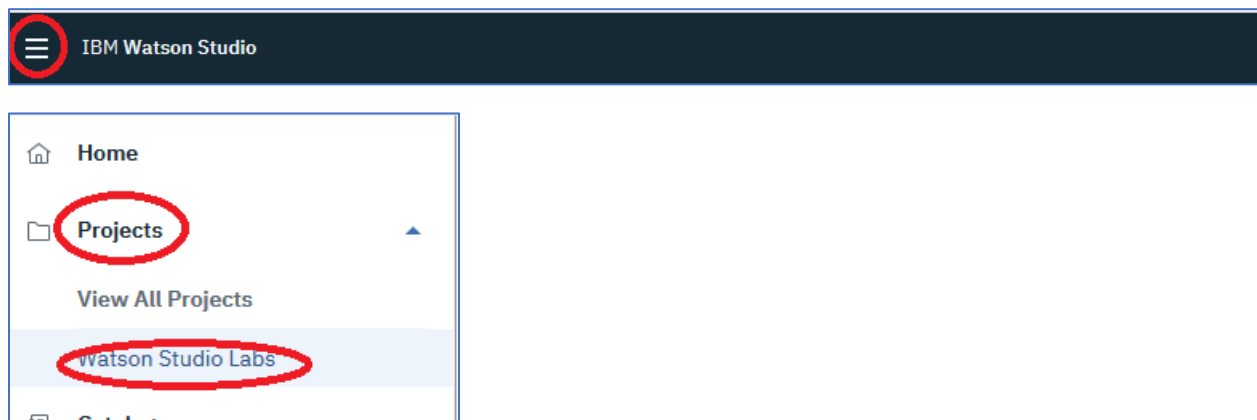 IBM Watson Studio
Home
Projects
View All Projects
Watson Studio Labs